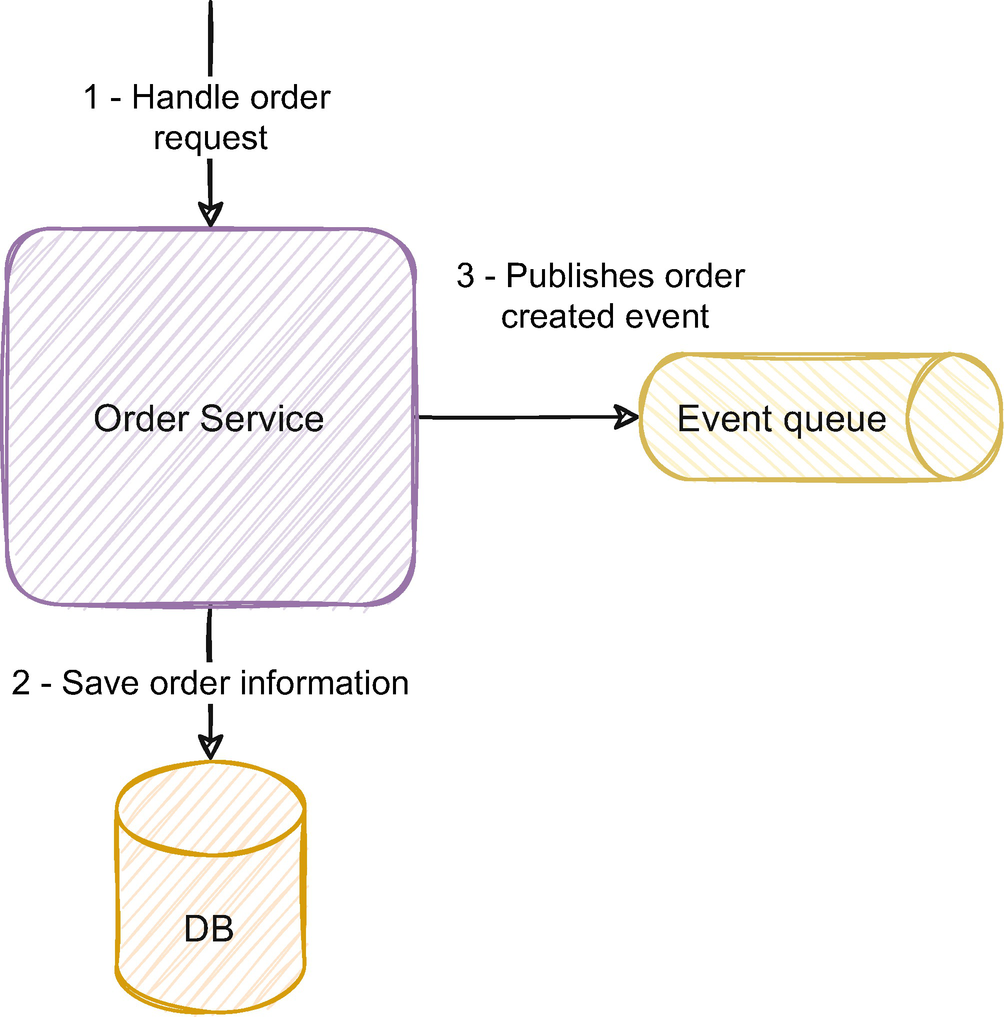 1 - Handle order
request
3 - Publishes order
created event
Order Service
Event queue
2 - Save order information
DB